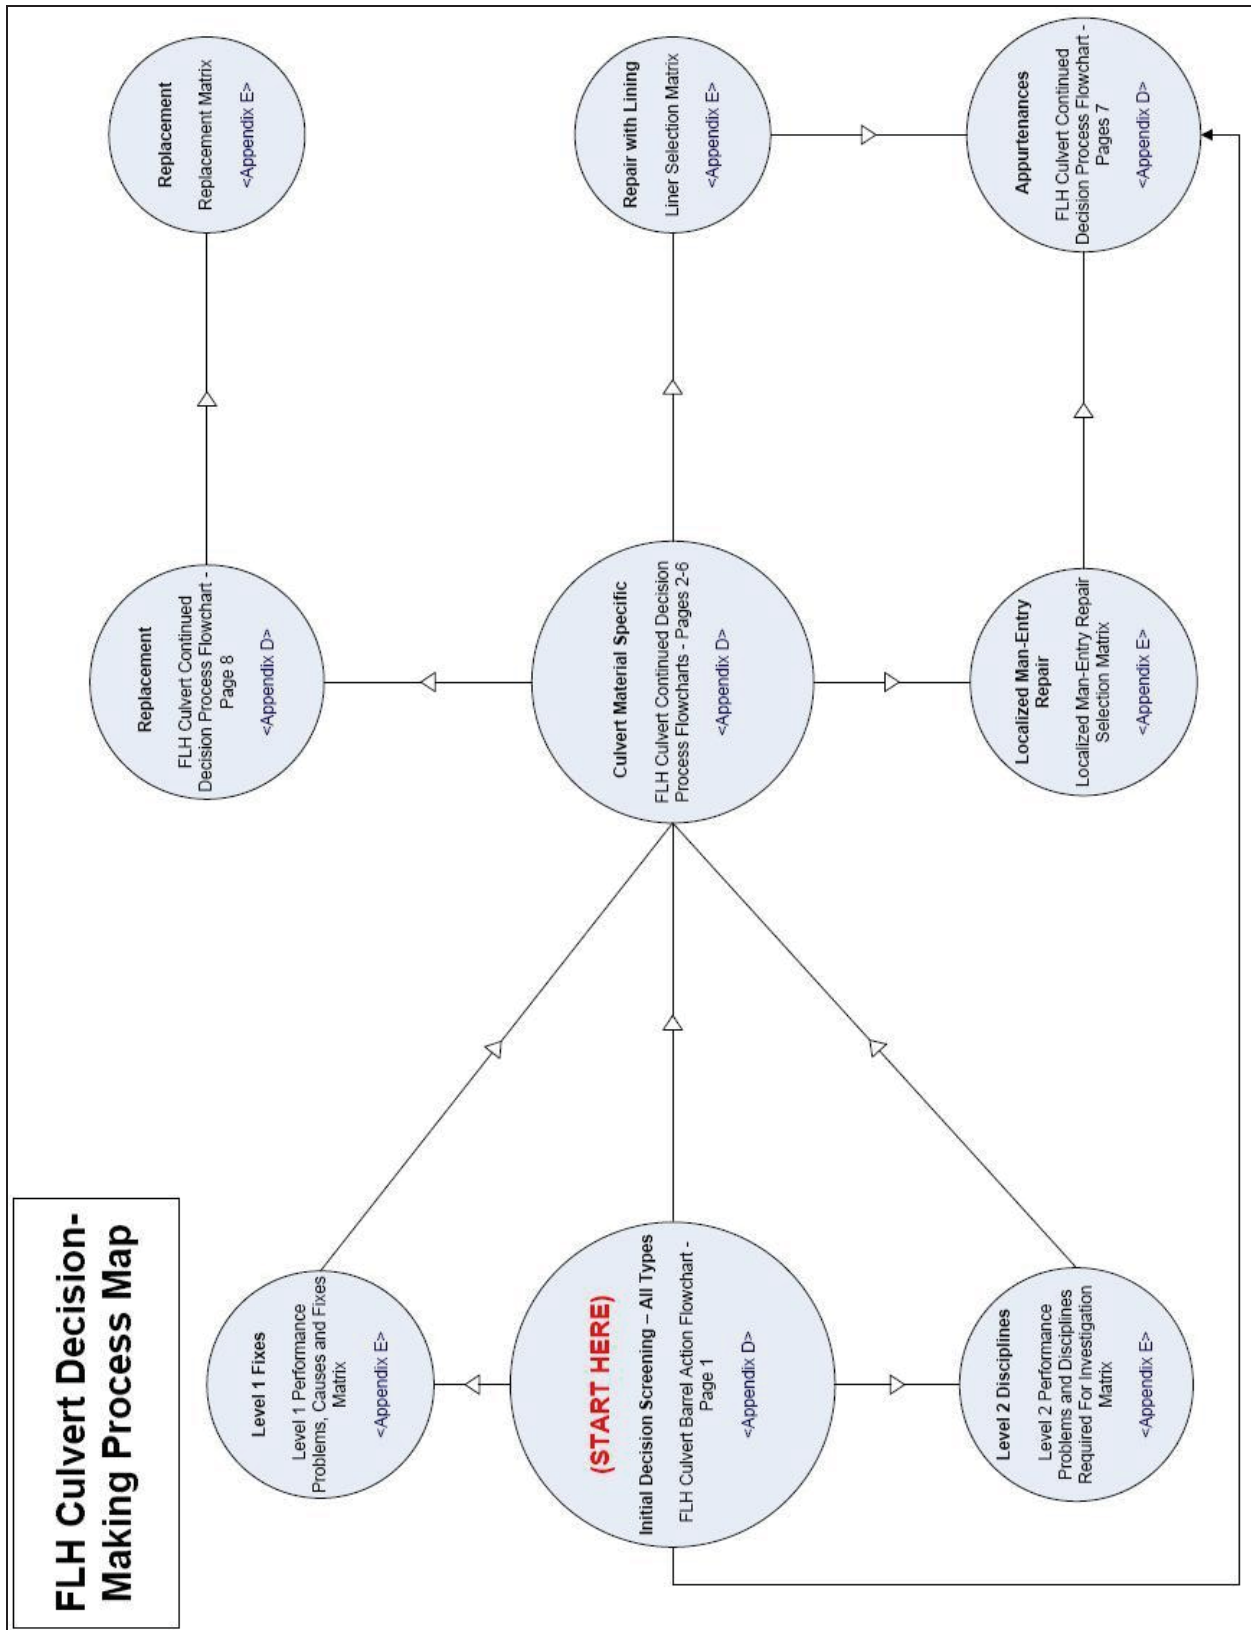 FLH Culvert Decision-
Making Process Map
Level 1 Fixes
Level 1 Performance
Problems, Causes and Fixes
Matrix
<Appendix E>
(START HERE)
Initial Decision Screening – All Types
FLH Culvert Barrel Action Flowchart -
Page 1
<Appendix D>
Level 2 Disciplines
Level 2 Performance
Problems and Disciplines
Required For Investigation
Matrix
<Appendix E>
Replacement
FLH Culvert Continued
Decision Process Flowchart -
Page 8
<Appendix D>
Culvert Material Specific
FLH Culvert Continued Decision
Process Flowcharts - Pages 2-6
<Appendix D>
Localized Man-Entry
Repair
Localized Man-Entry Repair
Selection Matrix
<Appendix E>
Replacement
Replacement Matrix
<Appendix E>
Repair with Lining
Liner Selection Matrix
<Appendix E>
Appurtenances
FLH Culvert Continued
Decision Process Flowchart -
Pages 7
<Appendix D>